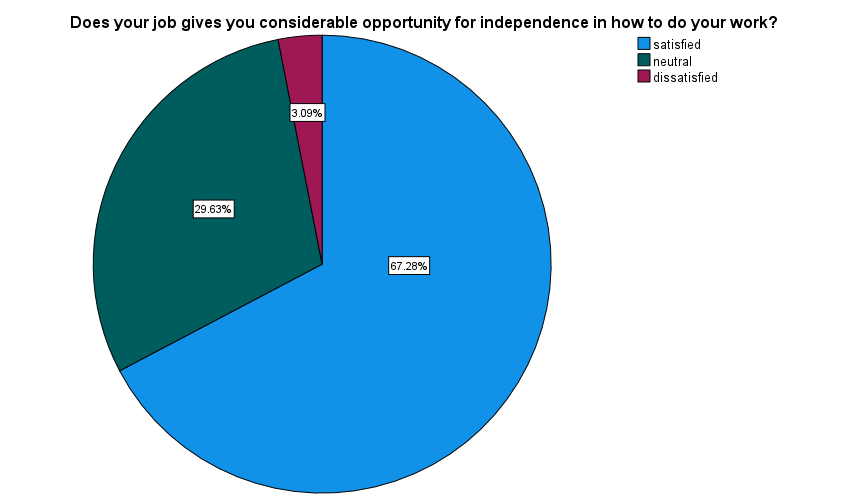 Does your job gives you considerable opportunity for independence in how to do your work?
satisfied
neutral
dissatisfied
3.09%
29.63%
67.28%